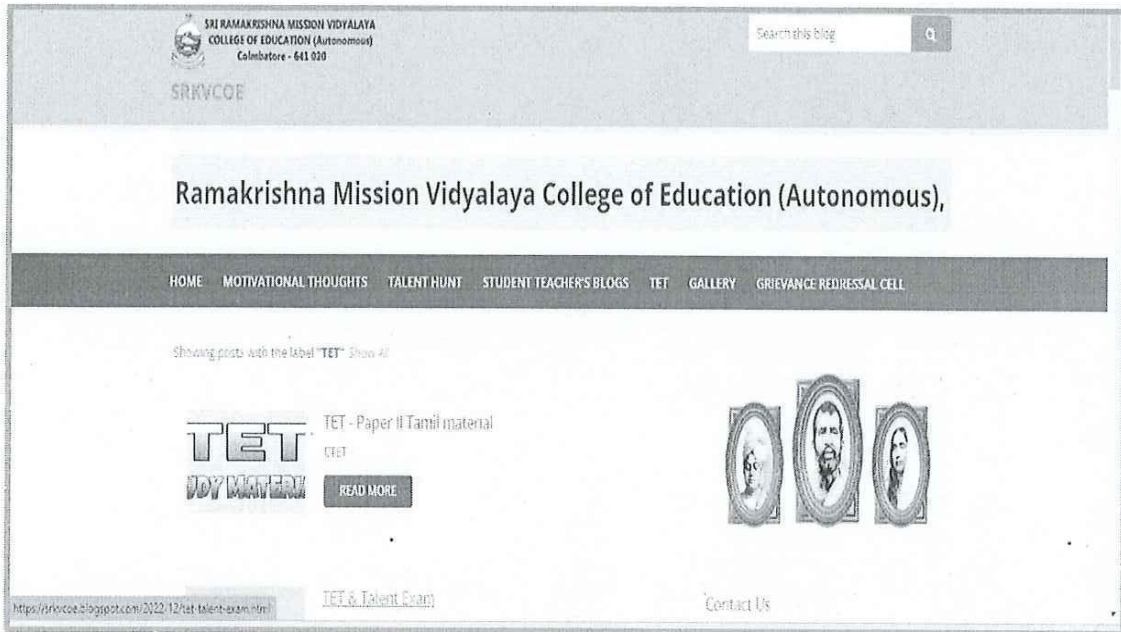 SRI RAMAKRISHNA MISSION VIDYALAYA
COLLEGE OF EDUCATION (Autonomous)
Coimbatore - 641 020
Search this blog
SRKVCOE
Ramakrishna Mission Vidyalaya College of Education (Autonomous),
HOME MOTIVATIONAL THOUGHTS TALENT HUNT STUDENT TEACHER'S BLOGS TET GALLERY GRIEVANCE REDRESSAL CELL
Showing posts with the label "TET" Show All
TET
UDY MATERI
TET - Paper II Tamil material
CTET
READ MORE
TET & Talent Exam
Contact Us
https://srkvcoe.blogspot.com/2022/12/tet-talent-exam.html